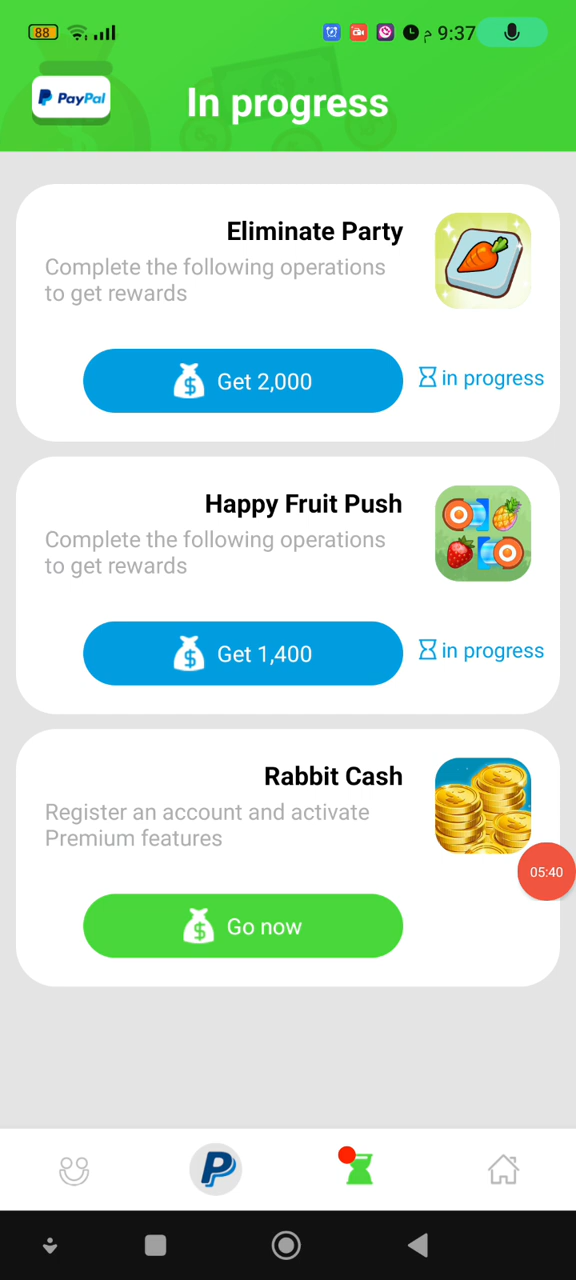 88
9:37 م
PayPal
In progress
Eliminate Party
Complete the following operations
to get rewards
$ Get 2,000
in progress
Happy Fruit Push
Complete the following operations
to get rewards
$ Get 1,400
in progress
Rabbit Cash
Register an account and activate
Premium features
05:40
$ Go now